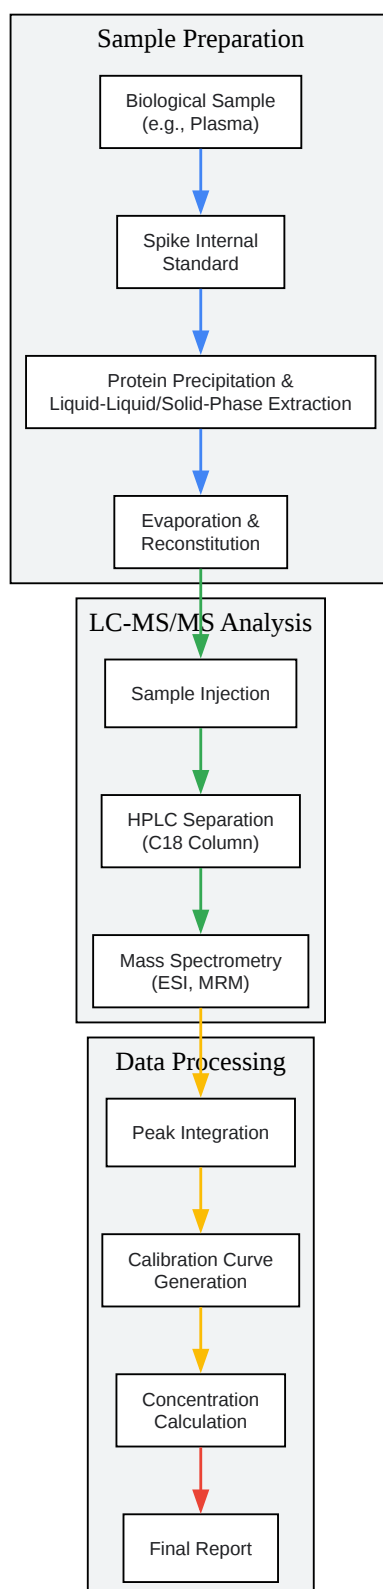 Sample Preparation
Biological Sample
(e.g., Plasma)
Spike Internal
Standard
Protein Precipitation &
Liquid-Liquid/Solid-Phase Extraction
Evaporation &
Reconstitution
LC-MS/MS Analysis
Sample Injection
HPLC Separation
(C18 Column)
Mass Spectrometry
(ESI, MRM)
Data Processing
Peak Integration
Calibration Curve
Generation
Concentration
Calculation
Final Report